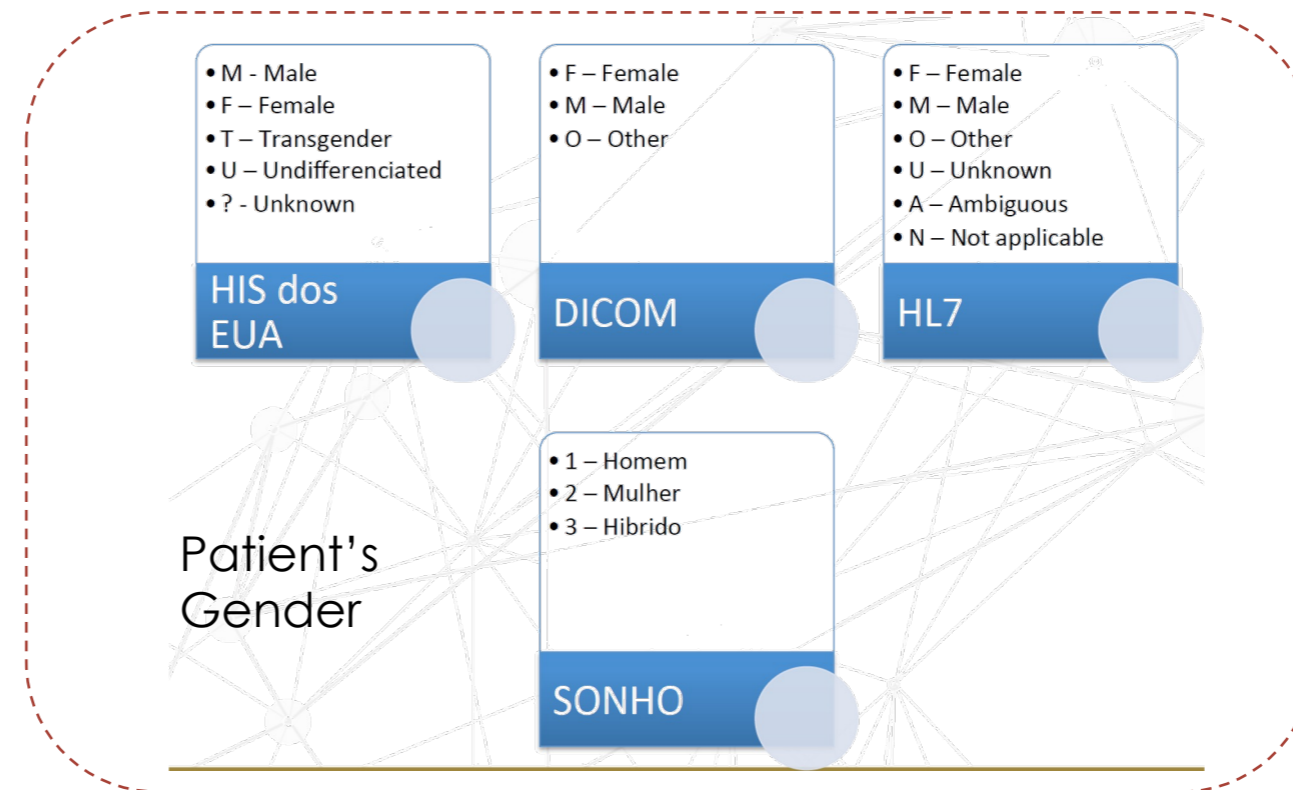 • M - Male
• F – Female
• T – Transgender
• U – Undifferenciated
• ? - Unknown
HIS dos
EUA
• F – Female
• M – Male
• O – Other
DICOM
• F – Female
• M – Male
• O – Other
• U – Unknown
• A – Ambiguous
• N – Not applicable
HL7
Patient’s
Gender
• 1 – Homem
• 2 – Mulher
• 3 – Hibrido
SONHO